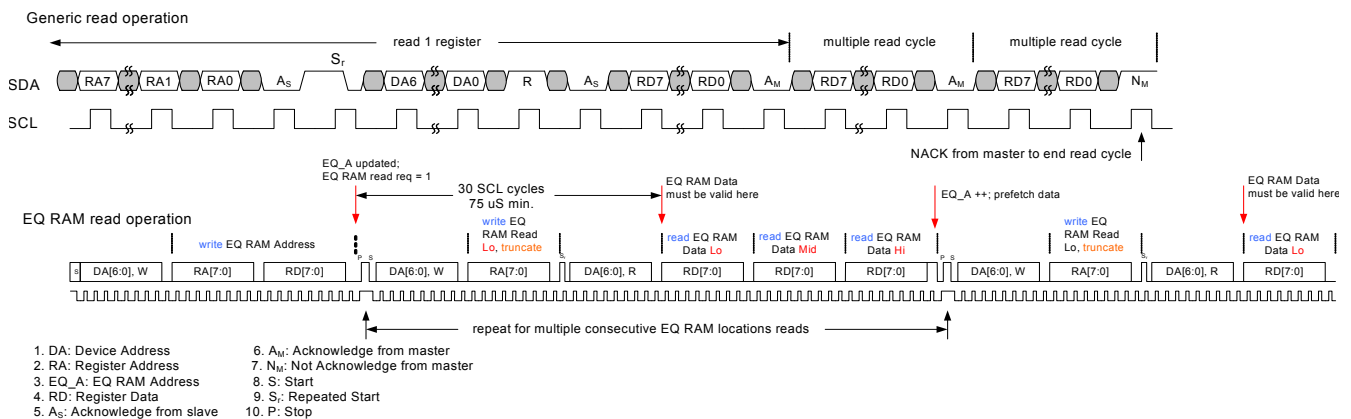 Generic read operation
read 1 register
multiple read cycle
multiple read cycle
Sr
SDA
RA7
RA1
RA0
AS
DA6
DA0
R
AS
RD7
RD0
AM
RD7
RD0
AM
RD7
RD0
NM
SCL
NACK from master to end read cycle
EQ_A updated;
EQ RAM read req = 1
30 SCL cycles
75 uS min.
EQ RAM Data
must be valid here
EQ_A ++; prefetch data
EQ RAM Data
must be valid here
EQ RAM read operation
write EQ RAM Address
write EQ
RAM Read
Lo, truncate
read EQ RAM
Data Lo
read EQ RAM
Data Mid
read EQ RAM
Data Hi
write EQ
RAM Read
Lo, truncate
read EQ RAM
Data Lo
P
S
Sr
P
S
Sr
S
DA[6:0], W
RA[7:0]
RD[7:0]
DA[6:0], W
RA[7:0]
DA[6:0], R
RD[7:0]
RD[7:0]
RD[7:0]
DA[6:0], W
RA[7:0]
DA[6:0], R
RD[7:0]
repeat for multiple consecutive EQ RAM locations reads
1. DA: Device Address
2. RA: Register Address
3. EQ_A: EQ RAM Address
4. RD: Register Data
5. AS: Acknowledge from slave
6. AM: Acknowledge from master
7. NM: Not Acknowledge from master
8. S: Start
9. Sr: Repeated Start
10. P: Stop